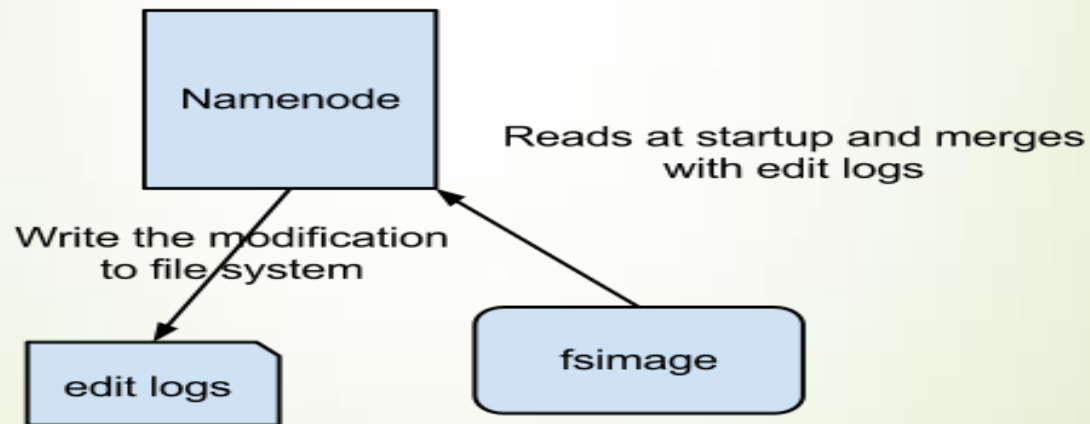 Namenode
Reads at startup and merges
with edit logs
Write the modification
to file system
fsimage
edit logs